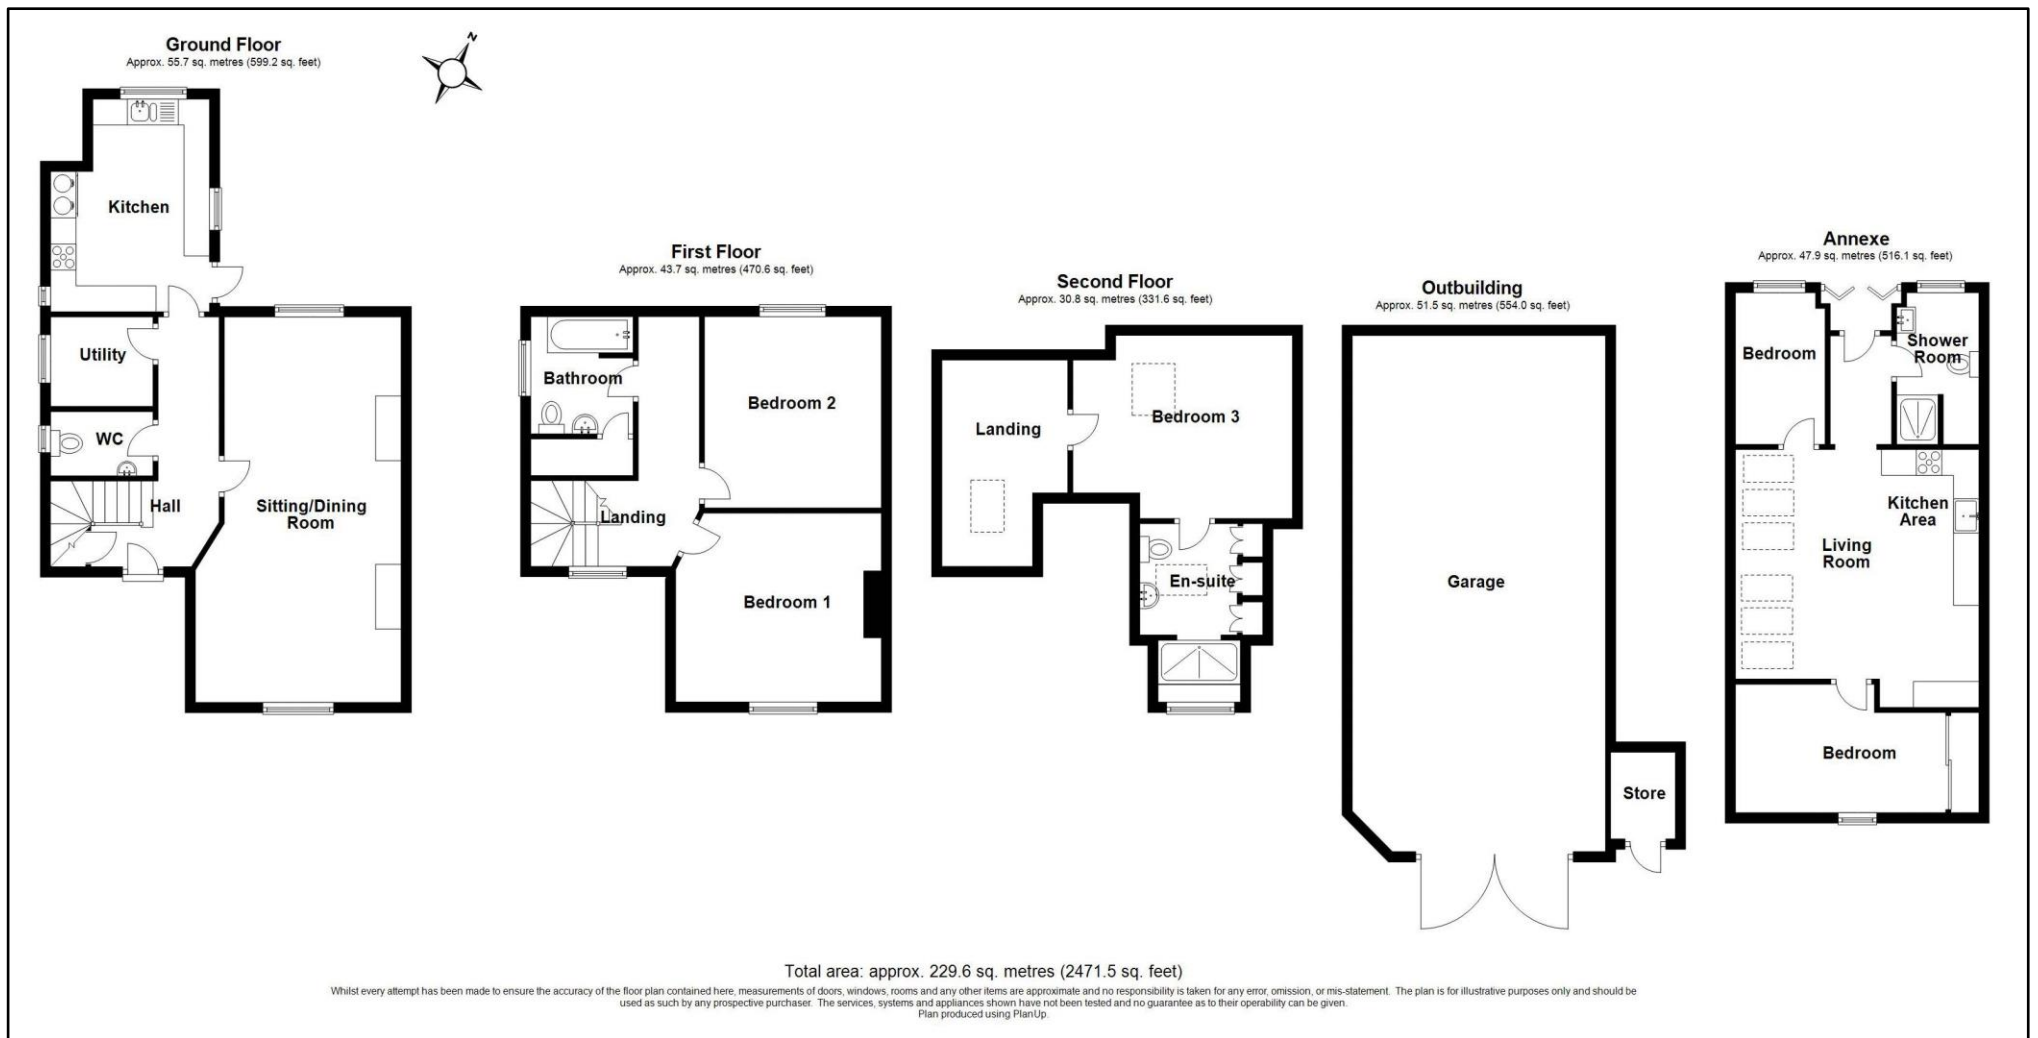 Ground Floor
Approx. 55.7 sq. metres (599.2 sq. feet)
N
Kitchen
Utility
WC
Hall
Sitting/Dining
Room
First Floor
Approx. 43.7 sq. metres (470.6 sq. feet)
Bathroom
Bedroom 2
Landing
Bedroom 1
Second Floor
Approx. 30.8 sq. metres (331.6 sq. feet)
Landing
Bedroom 3
En-suite
Outbuilding
Approx. 51.5 sq. metres (554.0 sq. feet)
Garage
Store
Annexe
Approx. 47.9 sq. metres (516.1 sq. feet)
Bedroom
Shower
Room
Kitchen
Area
Living
Room
Bedroom
Total area: approx. 229.6 sq. metres (2471.5 sq. feet)
Whilst every attempt has been made to ensure the accuracy of the floor plan contained here, measurements of doors, windows, rooms and any other items are approximate and no responsibility is taken for any error, omission, or mis-statement. The plan is for illustrative purposes only and should be
used as such by any prospective purchaser. The services, systems and appliances shown have not been tested and no guarantee as to their operability can be given.
Plan produced using PlanUp.